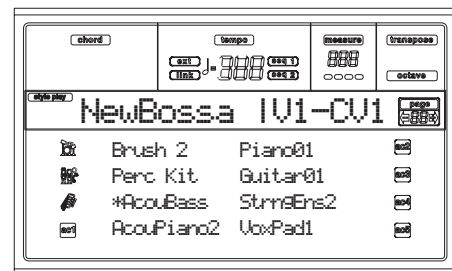 chord tempo measure transpose
ext seq 1
link seq 2
octave
style play
NewBossa IV1-CV1 page
Brush 2 Piano01 ac2
Perc Kit Guitar01 ac3
*AcouBass StrngEns2 ac4
ac1 AcouPiano2 VoxPad1 ac5